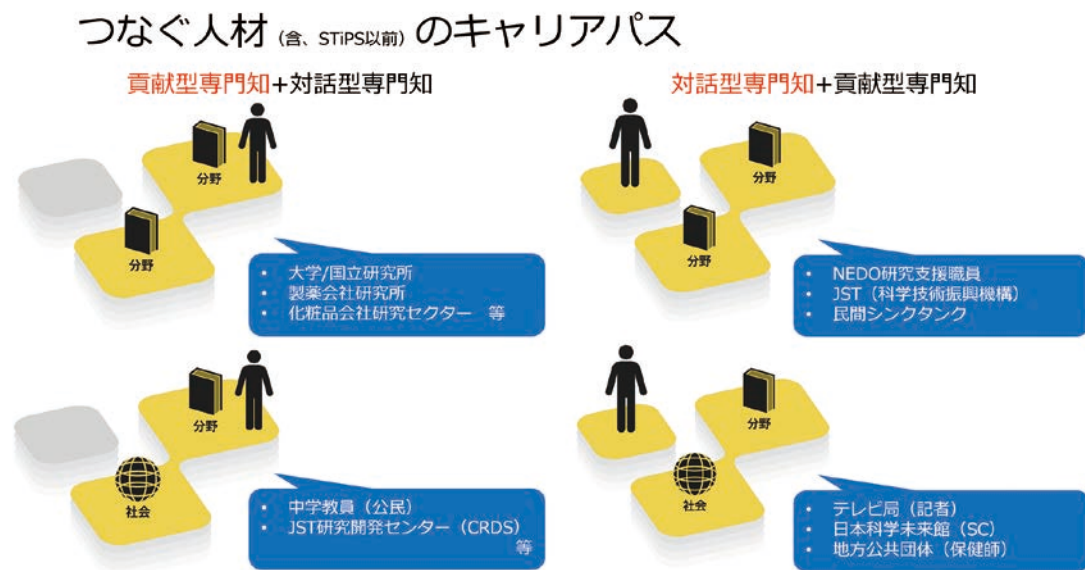 つなぐ人材（含、STiPS以前）のキャリアパス
貢献型専門知+対話型専門知
分野
分野
• 大学/国立研究所
• 製薬会社研究所
• 化粧品会社研究セクター　等
対話型専門知+貢献型専門知
分野
分野
• NEDO研究支援職員
• JST（科学技術振興機構）
• 民間シンクタンク
分野
社会
• 中学教員（公民）
• JST研究開発センター（CRDS）
等
分野
社会
• テレビ局（記者）
• 日本科学未来館（SC）
• 地方公共団体（保健師）